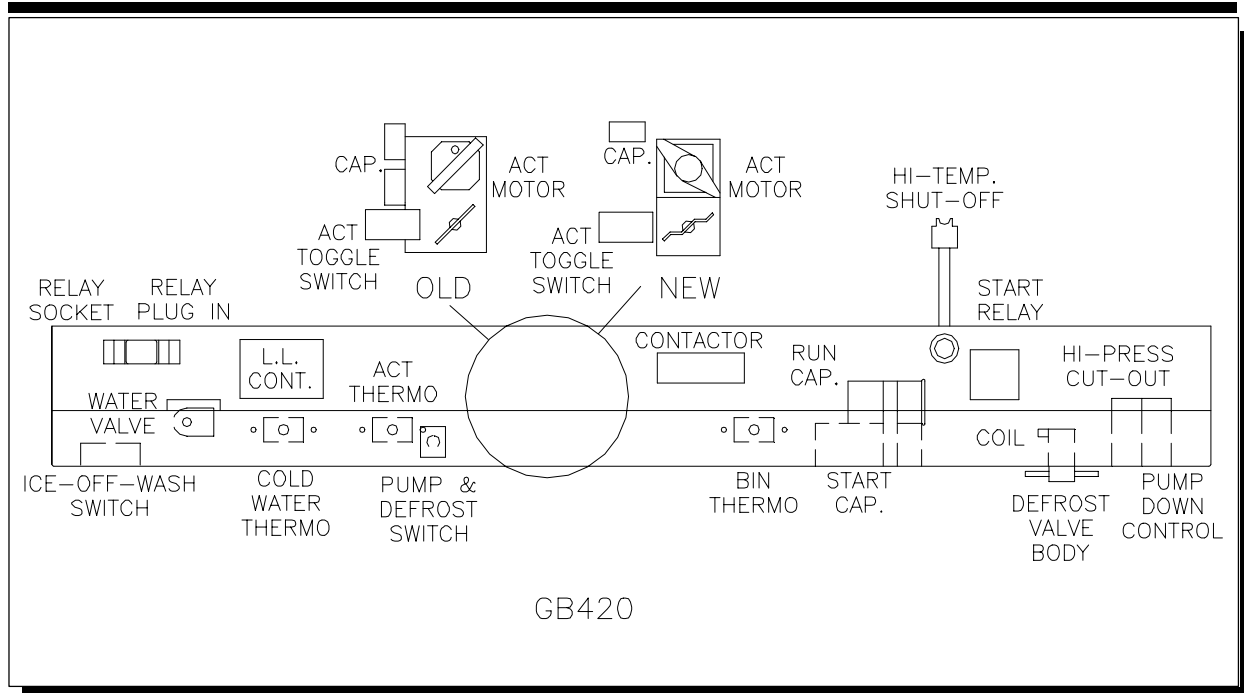 CAP.
ACT
MOTOR
ACT
TOGGLE
SWITCH
OLD
CAP.
ACT
MOTOR
ACT
TOGGLE
SWITCH
NEW
HI-TEMP.
SHUT-OFF
RELAY
SOCKET
RELAY
PLUG IN
L.L.
CONT.
ACT
THERMO
CONTACTOR
RUN
CAP.
START
RELAY
HI-PRESS
CUT-OUT
WATER
VALVE
COIL
ICE-OFF-WASH
SWITCH
COLD
WATER
THERMO
PUMP &
DEFROST
SWITCH
BIN
THERMO
START
CAP.
DEFROST
VALVE
BODY
PUMP
DOWN
CONTROL
GB420